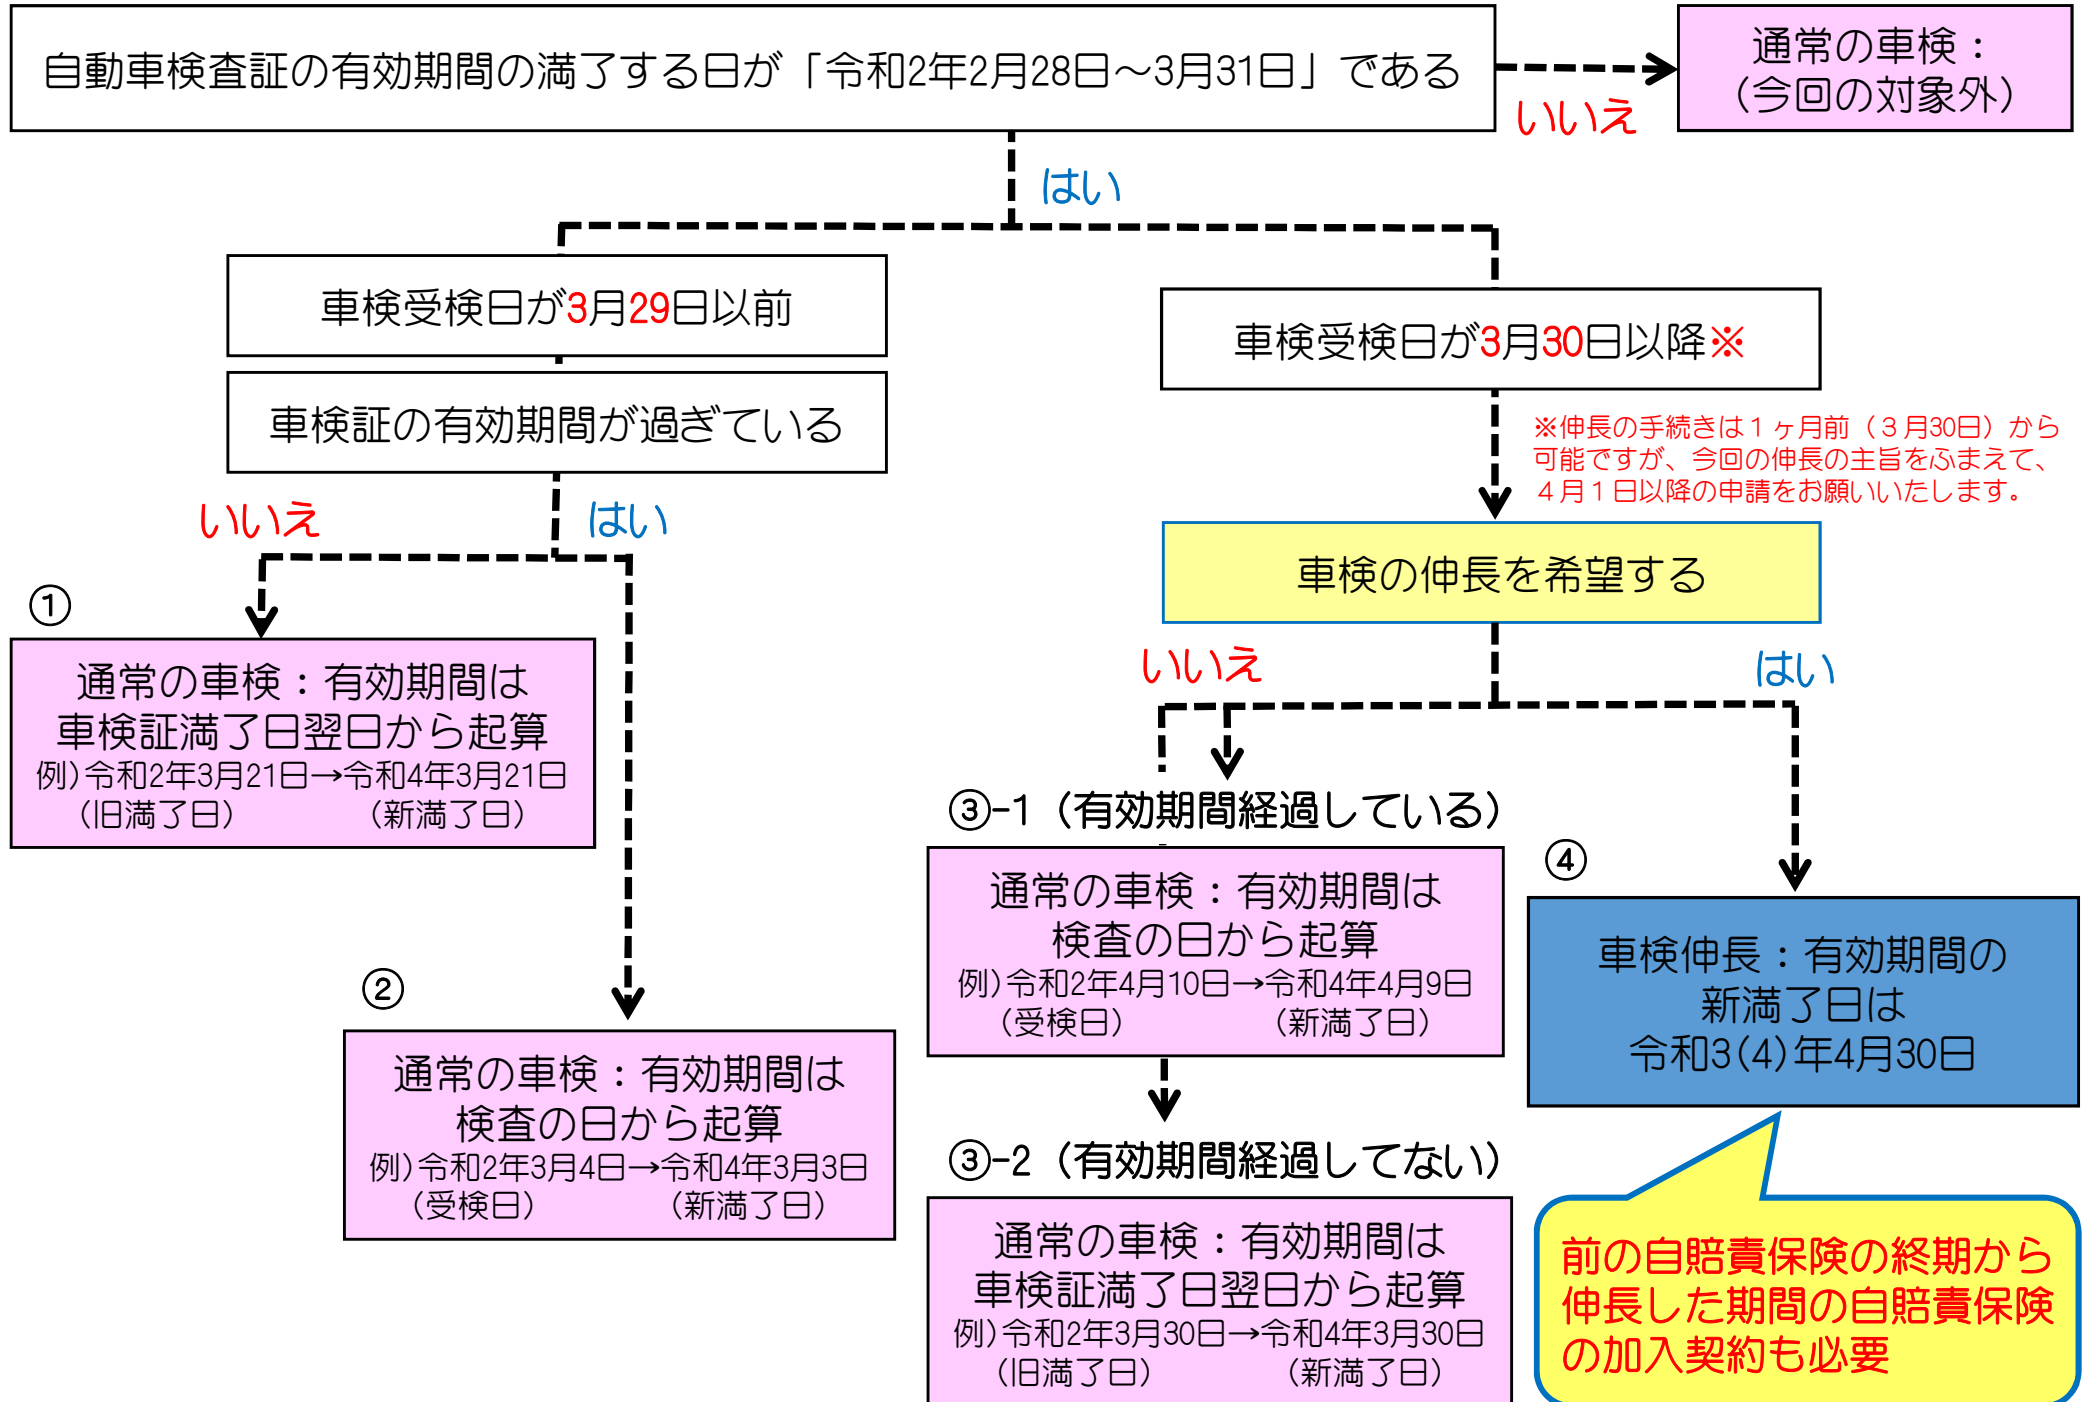 自動車検査証の有効期間の満了する日が「令和2年2月28日～3月31日」である
通常の車検：
（今回の対象外）
いいえ
はい
車検受検日が3月29日以前
車検証の有効期間が過ぎている
車検受検日が3月30日以降※
※伸長の手続きは１ヶ月前（３月30日）から
可能ですが、今回の伸長の主旨をふまえて、
４月１日以降の申請をお願いいたします。
いいえ
はい
車検の伸長を希望する
いいえ
はい
①
通常の車検：有効期間は
車検証満了日翌日から起算
例)令和2年3月21日→令和4年3月21日
（旧満了日）　（新満了日）
②
通常の車検：有効期間は
検査の日から起算
例)令和2年3月4日→令和4年3月3日
（受検日）　（新満了日）
③-1（有効期間経過している）
通常の車検：有効期間は
検査の日から起算
例)令和2年4月10日→令和4年4月9日
（受検日）　（新満了日）
③-2（有効期間経過してない）
通常の車検：有効期間は
車検証満了日翌日から起算
例)令和2年3月30日→令和4年3月30日
（旧満了日）　（新満了日）
④
車検伸長：有効期間の
新満了日は
令和3(4)年4月30日
前の自賠責保険の終期から
伸長した期間の自賠責保険
の加入契約も必要